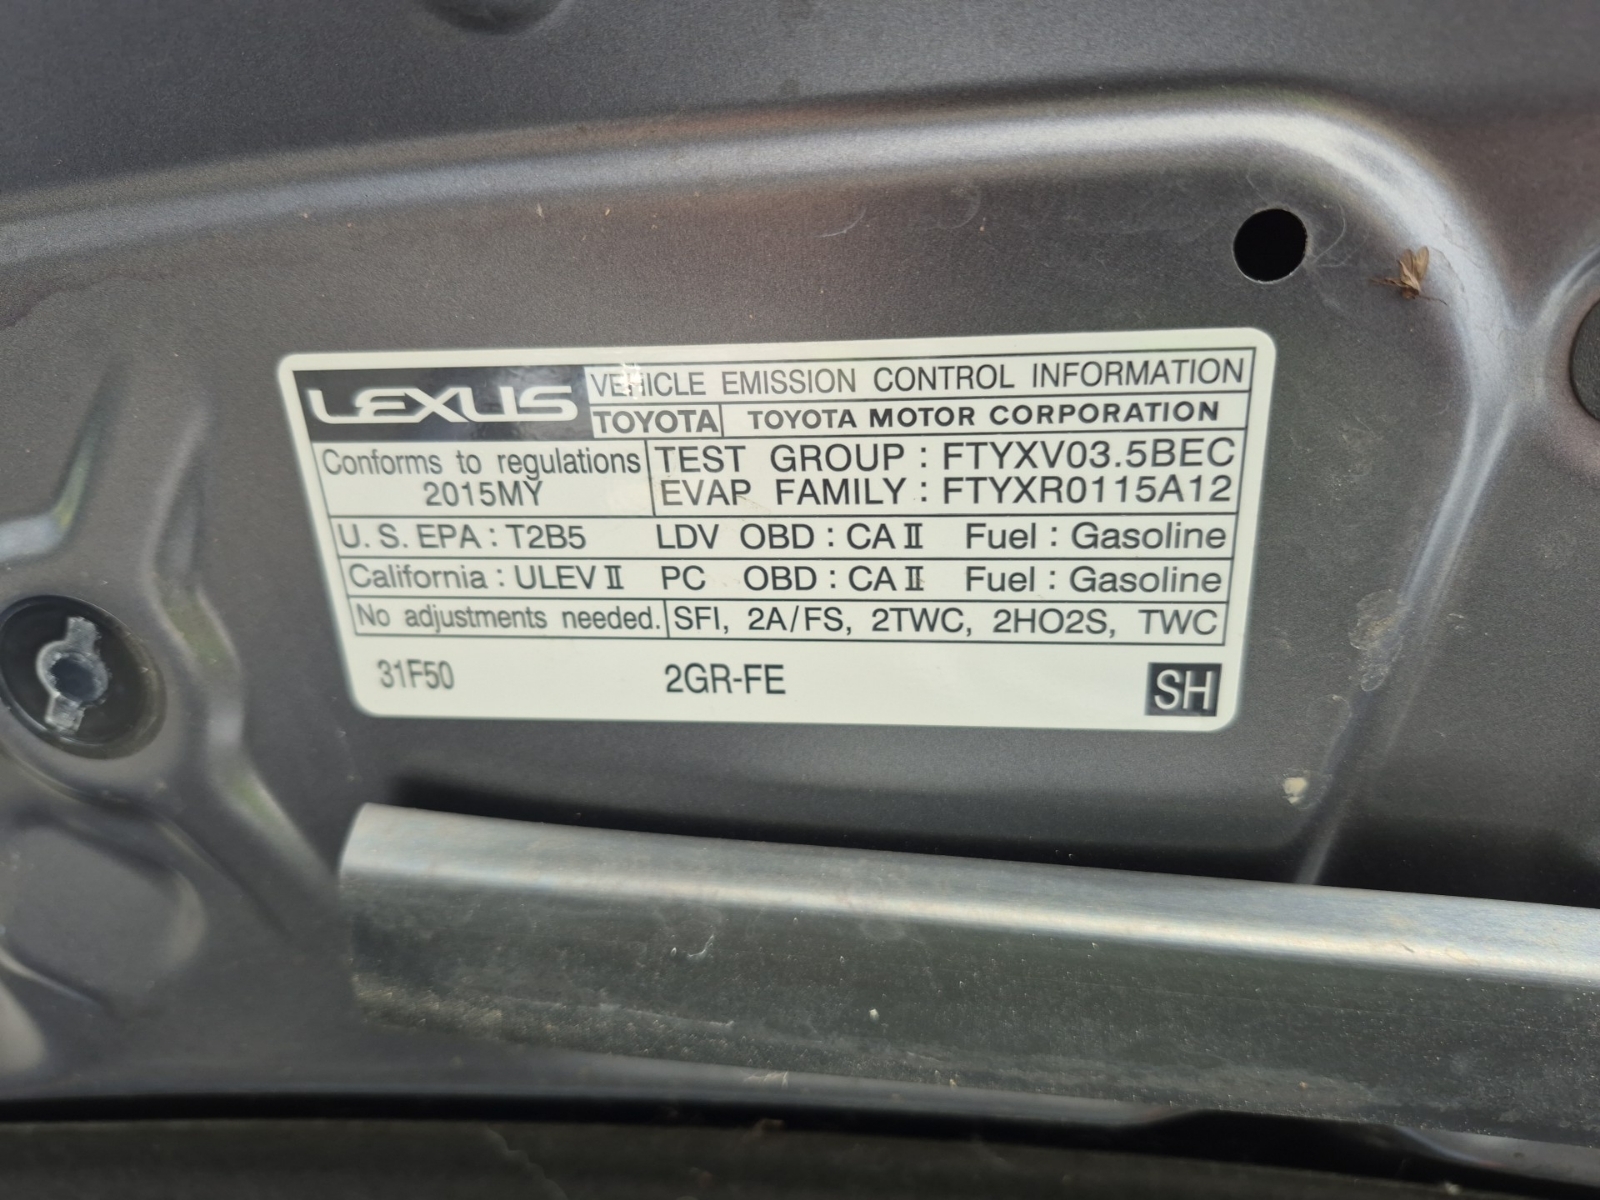 LEXUS VEHICLE EMISSION CONTROL INFORMATION
TOYOTA TOYOTA MOTOR CORPORATION
Conforms to regulations TEST GROUP : FTYXV03.5BEC
2015MY EVAP FAMILY : FTYXR0115A12
U.S. EPA : T2B5 LDV OBD : CA Ⅱ Fuel : Gasoline
California : ULEV Ⅱ PC OBD : CA Ⅱ Fuel : Gasoline
No adjustments needed. SFI, 2A/FS, 2TWC, 2HO2S, TWC
31F50 2GR-FE SH